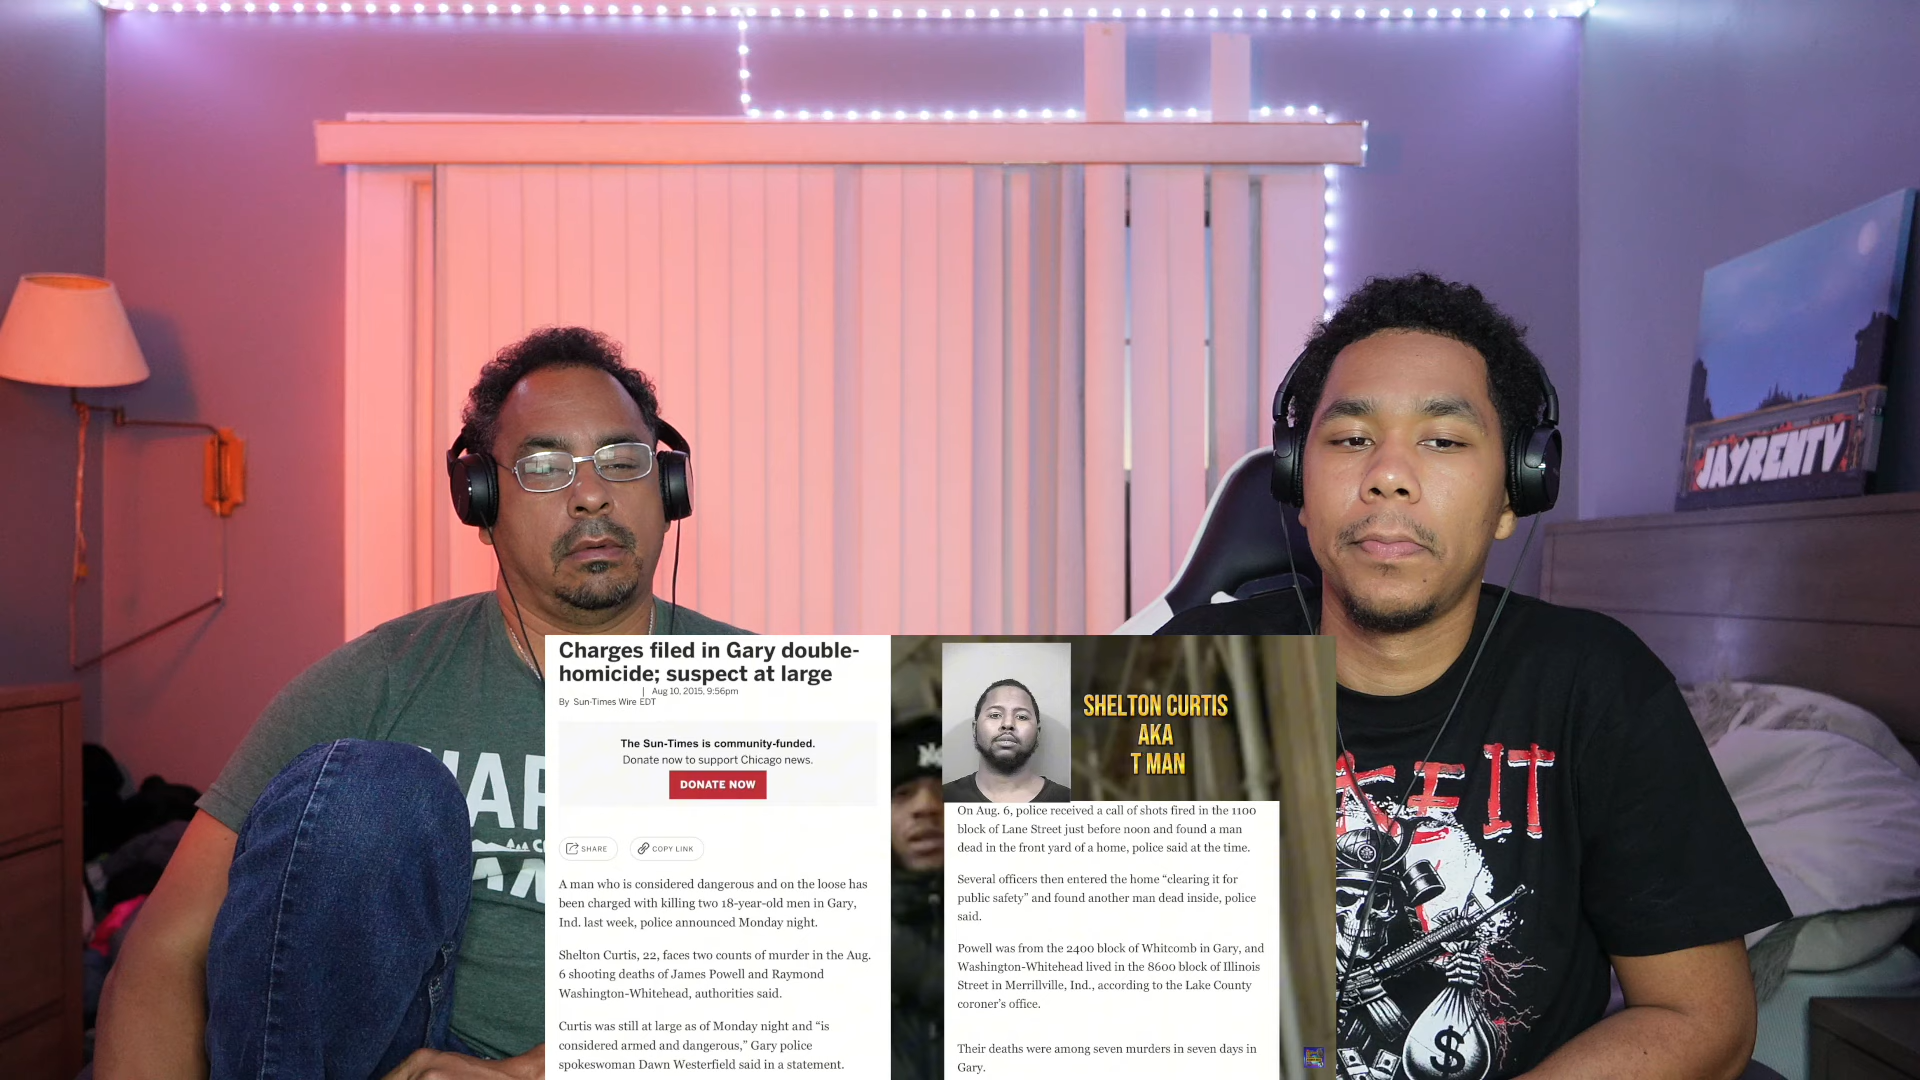 JAYRENTV
Charges filed in Gary double-
homicide; suspect at large
| Aug 10, 2015, 9:56pm
By Sun-Times Wire EDT
The Sun-Times is community-funded.
Donate now to support Chicago news.
DONATE NOW
SHARE
COPY LINK
A man who is considered dangerous and on the loose has
been charged with killing two 18-year-old men in Gary,
Ind. last week, police announced Monday night.
Shelton Curtis, 22, faces two counts of murder in the Aug.
6 shooting deaths of James Powell and Raymond
Washington-Whitehead, authorities said.
Curtis was still at large as of Monday night and “is
considered armed and dangerous,” Gary police
spokeswoman Dawn Westerfield said in a statement.
SHELTON CURTIS
AKA
T MAN
On Aug. 6, police received a call of shots fired in the 1100
block of Lane Street just before noon and found a man
dead in the front yard of a home, police said at the time.
Several officers then entered the home “clearing it for
public safety” and found another man dead inside, police
said.
Powell was from the 2400 block of Whitcomb in Gary, and
Washington-Whitehead lived in the 8600 block of Illinois
Street in Merrillville, Ind., according to the Lake County
coroner’s office.
Their deaths were among seven murders in seven days in
Gary.
IT
$